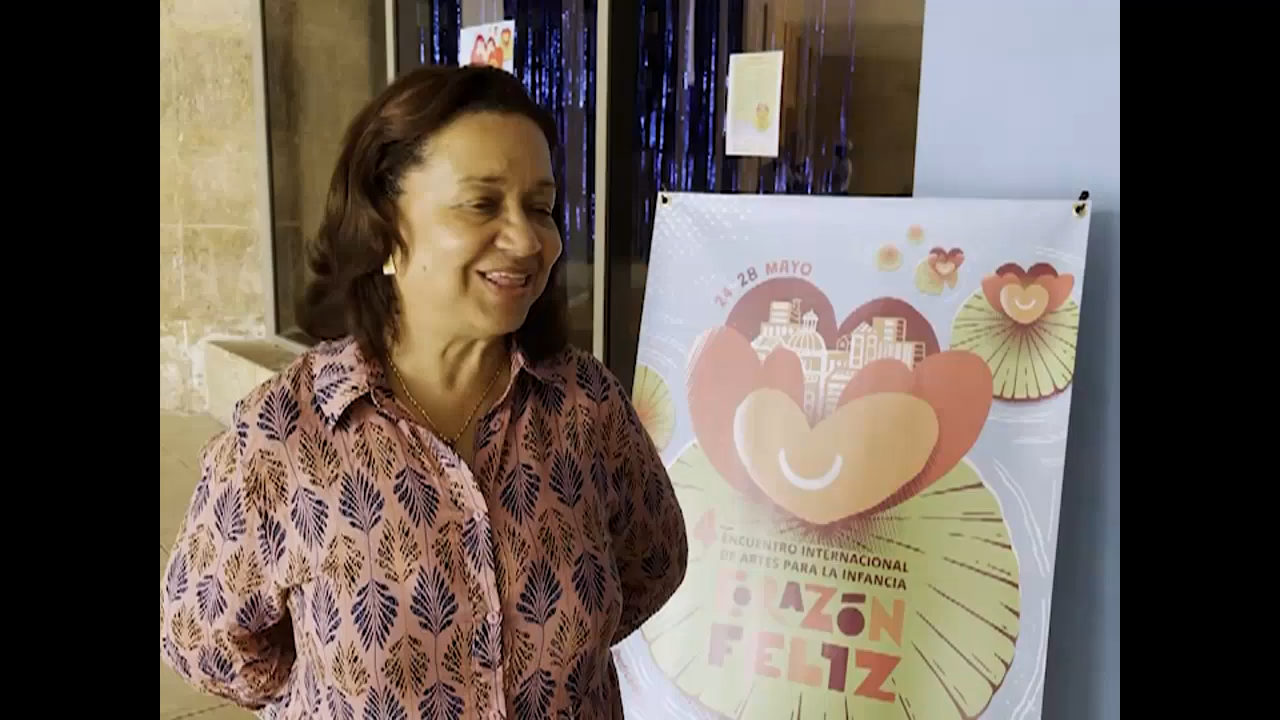 24-28 MAYO
4
ENCUENTRO INTERNACIONAL
DE ARTES PARA LA INFANCIA
CORAZÓN
FELIZ